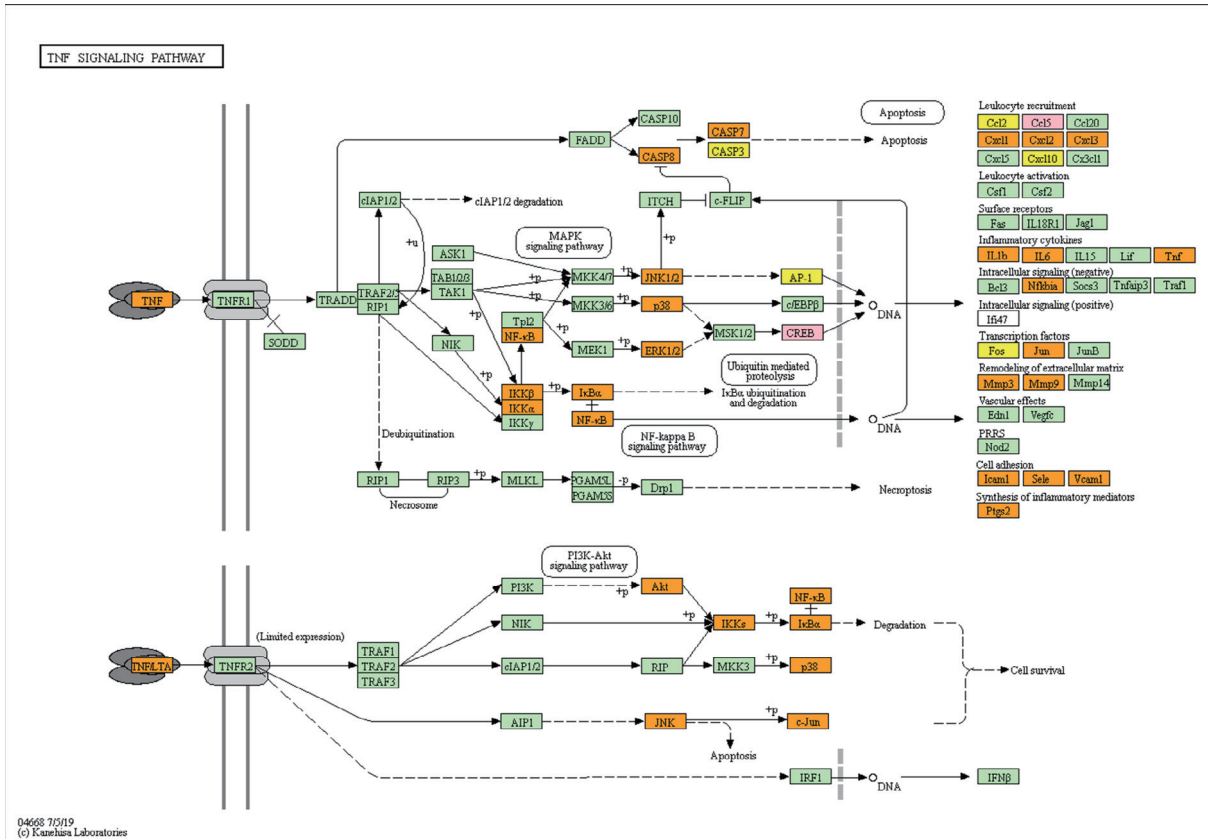 TNF SIGNALING PATHWAY
Apoptosis
CASP10
FADD
CASP7
CASP3
CASP8
Apoptosis
cIAP1/2
cIAP1/2 degradation
ITCH
c-FLIP
+u
MAPK
signaling pathway
+p
ASK1
TAB1/2/3
TAK1
+p
MKK4/7
+p
JNK1/2
AP-1
TNF
TNFR1
TRADD
TRAF2/5
RIP1
+p
MKK3/6
+p
p38
c/EBPβ
DNA
SODD
Tpl2
NF-κB
+p
MSK1/2
+p
CREB
NIK
MEK1
+p
ERK1/2
+p
Ubiquitin mediated
proteolysis
IKKβ
IKKα
IKKγ
+p
IκBα
IκBα ubiquitination
and degradation
NF-κB
DNA
NF-kappa B
signaling pathway
Deubiquitination
RIP1
RIP3
+p
MLKL
PGAM5L
PGAM5S
-p
Drp1
Necroptosis
Necrosome
Leukocyte recruitment
Ccl2 Ccl5 Ccl20
Cxcl1 Cxcl2 Cxcl3
Cxcl5 Cxcl10 Cx3cl1
Leukocyte activation
Csf1 Csf2
Surface receptors
Fas IL18R1 Jag1
Inflammatory cytokines
IL1b IL6 IL15 Lif Tnf
Intracellular signaling (negative)
Bcl3 Nfkbia Socs3 Tnfaip3 Traf1
Intracellular signaling (positive)
Ifi47
Transcription factors
Fos Jun JunB
Remodeling of extracellular matrix
Mmp3 Mmp9 Mmp14
Vascular effects
Edn1 Vegfc
PRRS
Nod2
Cell adhesion
Icam1 Sele Vcam1
Synthesis of inflammatory mediators
Ptgs2
PI3K-Akt
signaling pathway
PI3K
+p
Akt
NF-κB
(Limited expression)
NIK
+p
IKKs
+p
IκBα
Degradation
TNF/LTA
TNFR2
TRAF1
TRAF2
TRAF3
cIAP1/2
RIP
MKK3
+p
p38
Cell survival
AIP1
JNK
+p
c-Jun
Apoptosis
IRF1
DNA
IFNβ
04668 7/5/19
(c) Kanehisa Laboratories